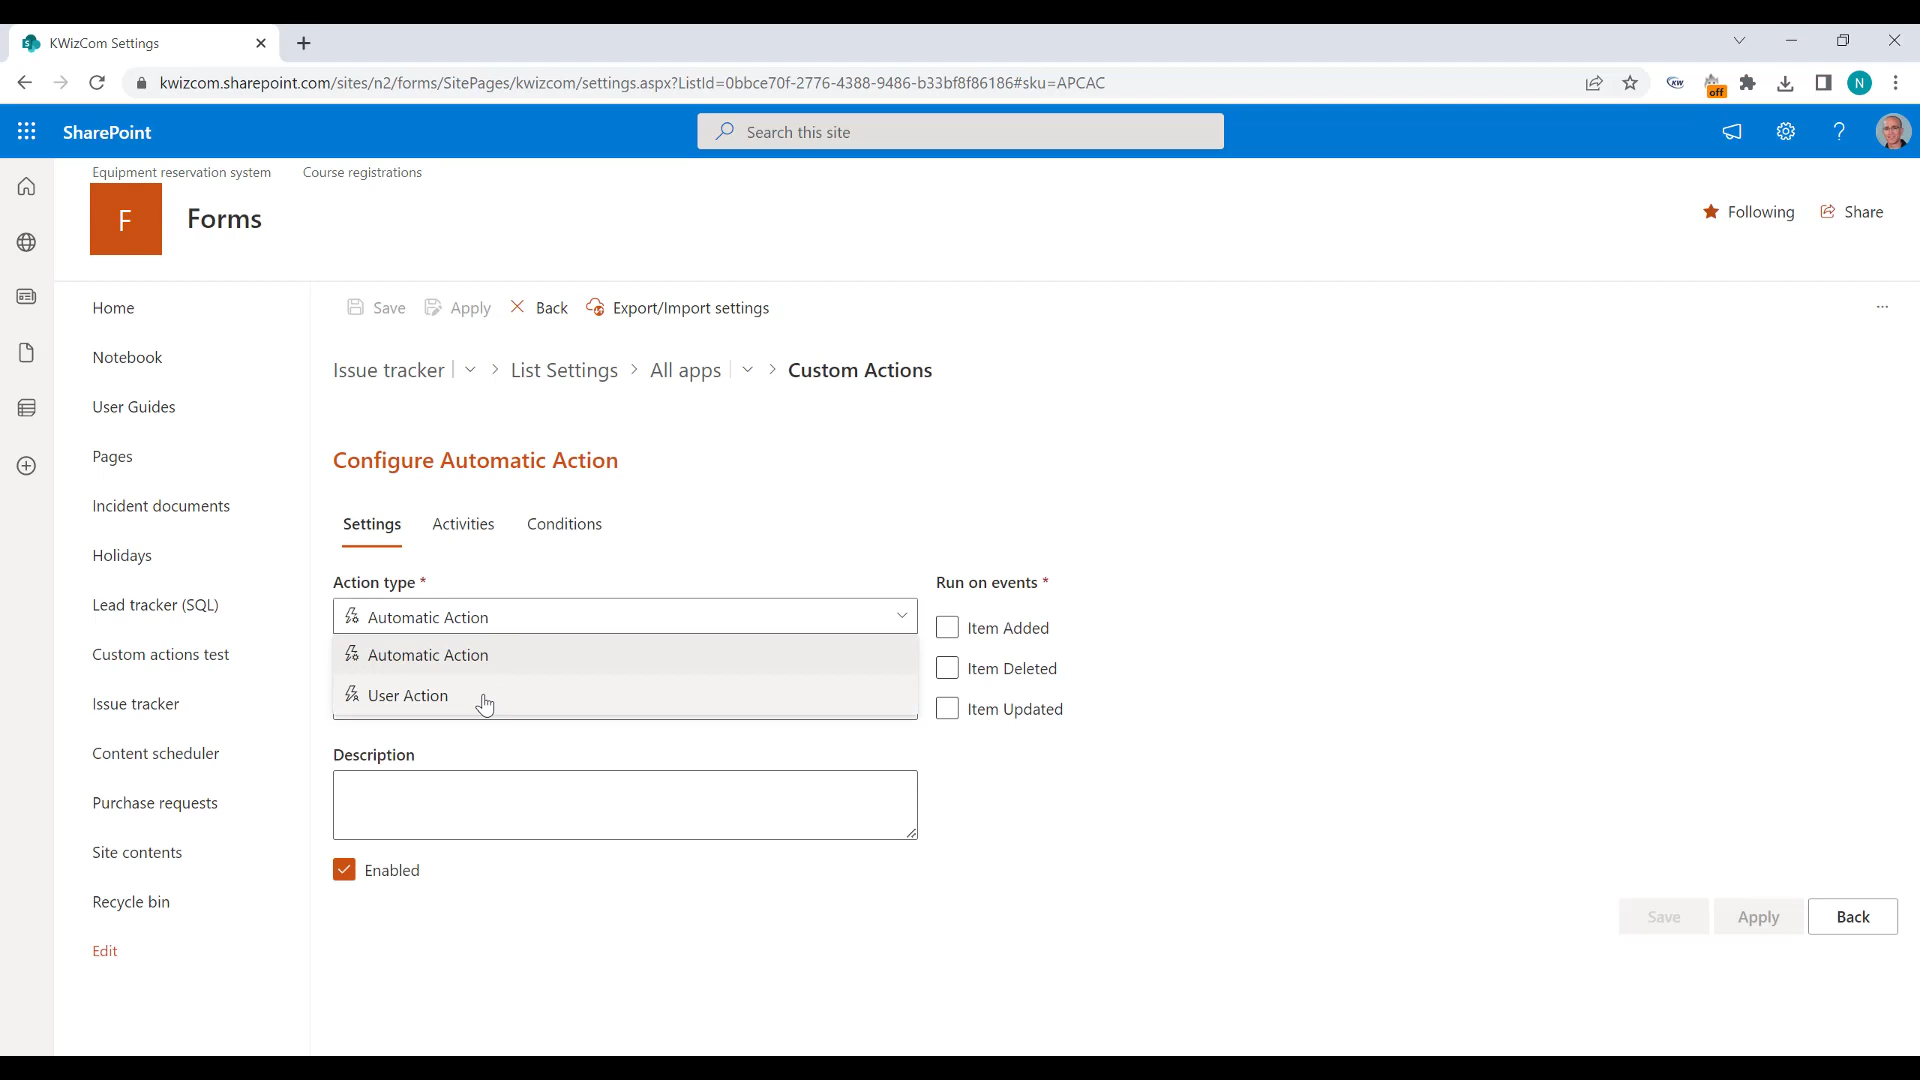 KWizCom Settings
kwizcom.sharepoint.com/sites/n2/forms/SitePages/kwizcom/settings.aspx?ListId=0bbce70f-2776-4388-9486-b33bf8f86186#sku=APCAC
KW
off
N
SharePoint
Search this site
Equipment reservation system
Course registrations
F
Forms
Following
Share
Home
Notebook
User Guides
Pages
Incident documents
Holidays
Lead tracker (SQL)
Custom actions test
Issue tracker
Content scheduler
Purchase requests
Site contents
Recycle bin
Edit
Save
Apply
Back
Export/Import settings
Issue tracker
List Settings
All apps
Custom Actions
Configure Automatic Action
Settings
Activities
Conditions
Action type *
Automatic Action
Automatic Action
User Action
Run on events *
Item Added
Item Deleted
Item Updated
Description
Enabled
Save
Apply
Back